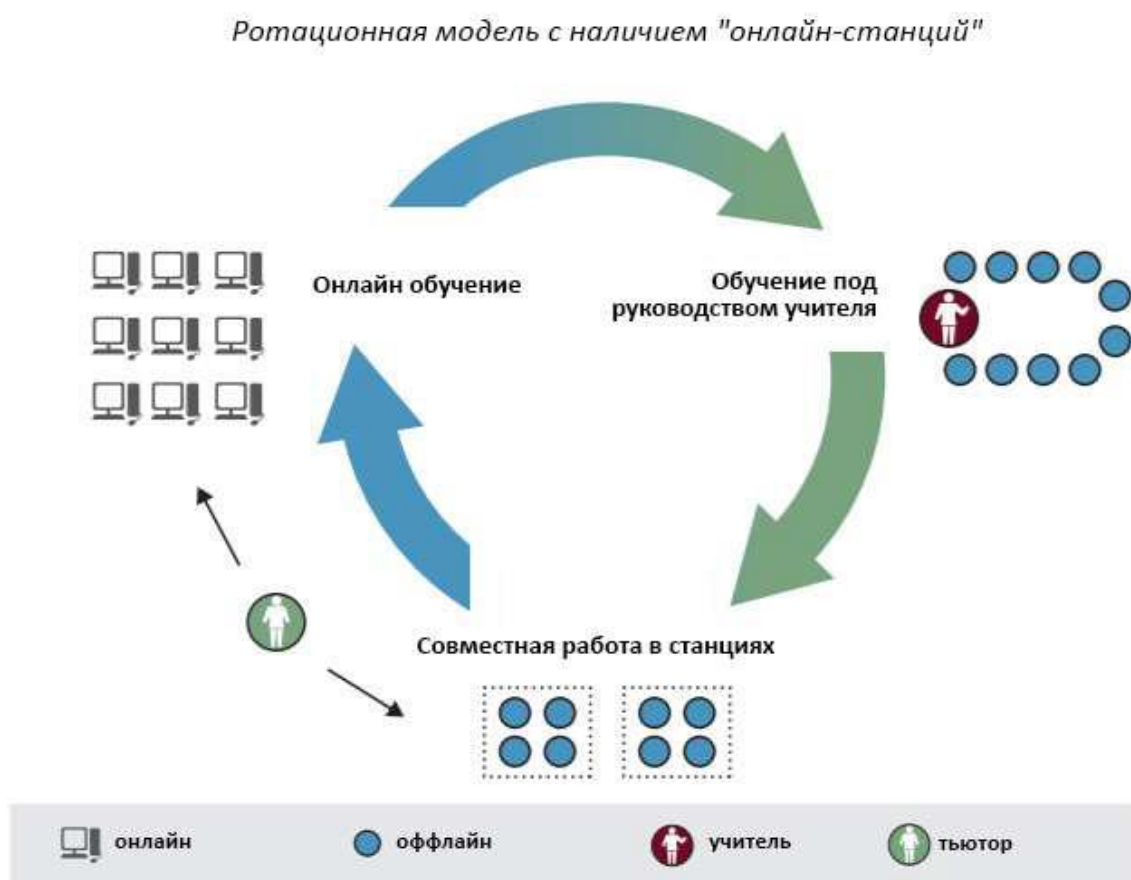 Ротационная модель с наличием "онлайн-станций"
Онлайн обучение
Обучение под
руководством учителя
Совместная работа в станциях
онлайн
оффлайн
учитель
тьютор